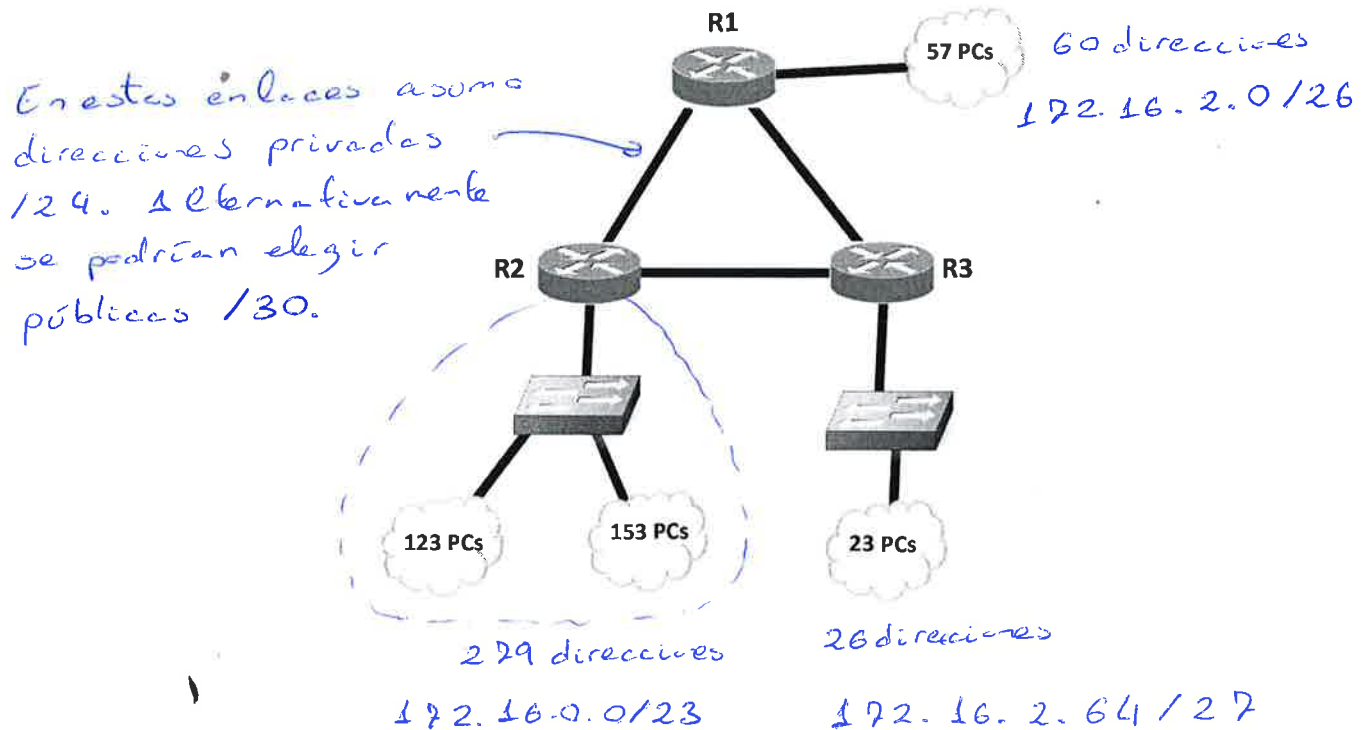 R1
57 PCs
60 direcciones
172.16.2.0/26
En estos enlaces asumo
direcciones privadas
/24. Alternativamente
se podrían elegir
públicas /30.
R2
R3
123 PCs
153 PCs
23 PCs
279 direcciones
172.16.0.0/23
26 direcciones
172.16.2.64/27